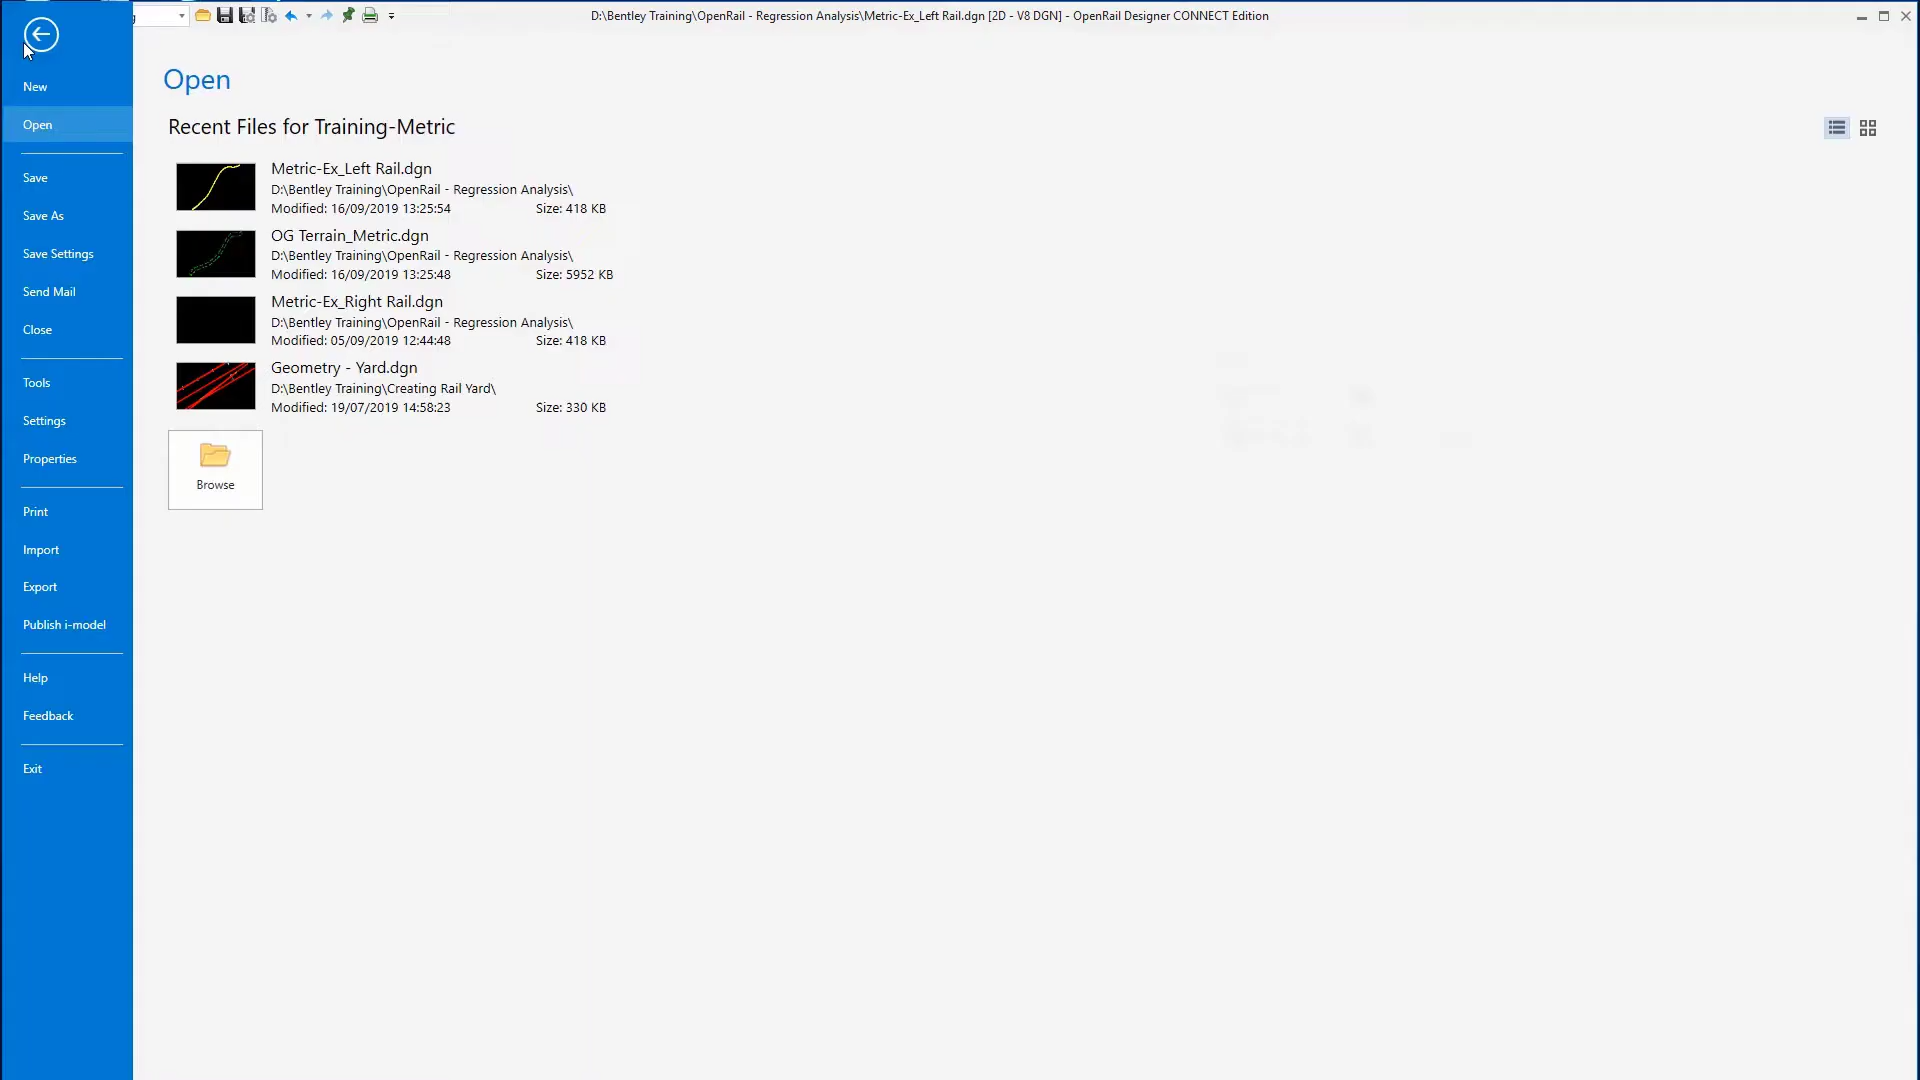 D:\Bentley Training\OpenRail - Regression Analysis\Metric-Ex_Left Rail.dgn [2D - V8 DGN] - OpenRail Designer CONNECT Edition
New
Open
Save
Save As
Save Settings
Send Mail
Close
Tools
Settings
Properties
Print
Import
Export
Publish i-model
Help
Feedback
Exit
Open
Recent Files for Training-Metric
Metric-Ex_Left Rail.dgn
D:\Bentley Training\OpenRail - Regression Analysis\
Modified: 16/09/2019 13:25:54 Size: 418 KB
OG Terrain_Metric.dgn
D:\Bentley Training\OpenRail - Regression Analysis\
Modified: 16/09/2019 13:25:48 Size: 5952 KB
Metric-Ex_Right Rail.dgn
D:\Bentley Training\OpenRail - Regression Analysis\
Modified: 05/09/2019 12:44:48 Size: 418 KB
Geometry - Yard.dgn
D:\Bentley Training\Creating Rail Yard\
Modified: 19/07/2019 14:58:23 Size: 330 KB
Browse